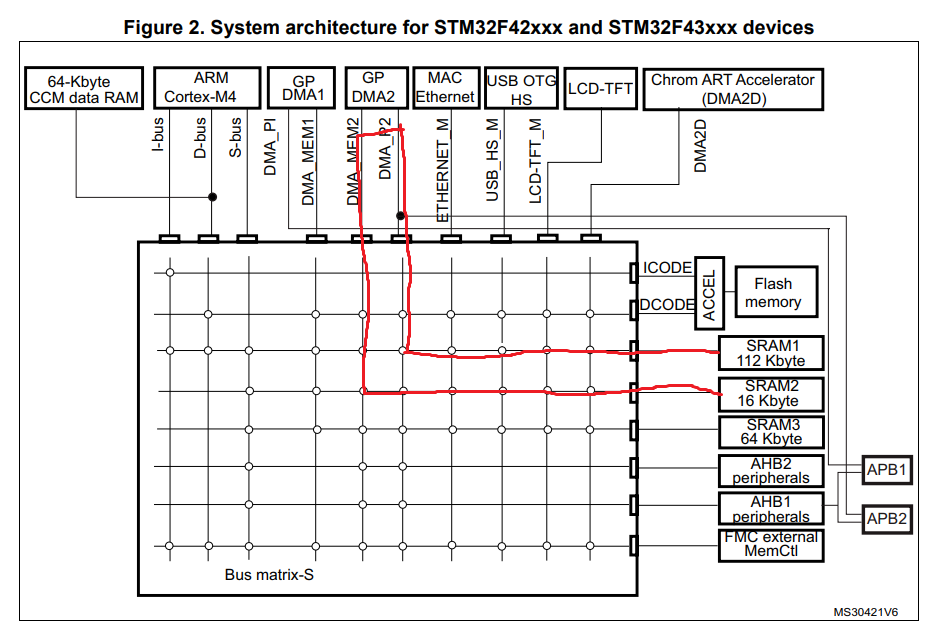 Figure 2. System architecture for STM32F42xxx and STM32F43xxx devices
64-Kbyte
CCM data RAM
ARM
Cortex-M4
GP
DMA1
GP
DMA2
MAC
Ethernet
USB OTG
HS
LCD-TFT
Chrom ART Accelerator
(DMA2D)
I-bus
D-bus
S-bus
DMA_PI
DMA_MEM1
DMA_MEM2
DMA_P2
ETHERNET_M
USB_HS_M
LCD-TFT_M
DMA2D
ICODE
DCODE
ACCEL
Flash
memory
SRAM1
112 Kbyte
SRAM2
16 Kbyte
SRAM3
64 Kbyte
AHB2
peripherals
AHB1
peripherals
FMC external
MemCtl
APB1
APB2
Bus matrix-S
MS30421V6